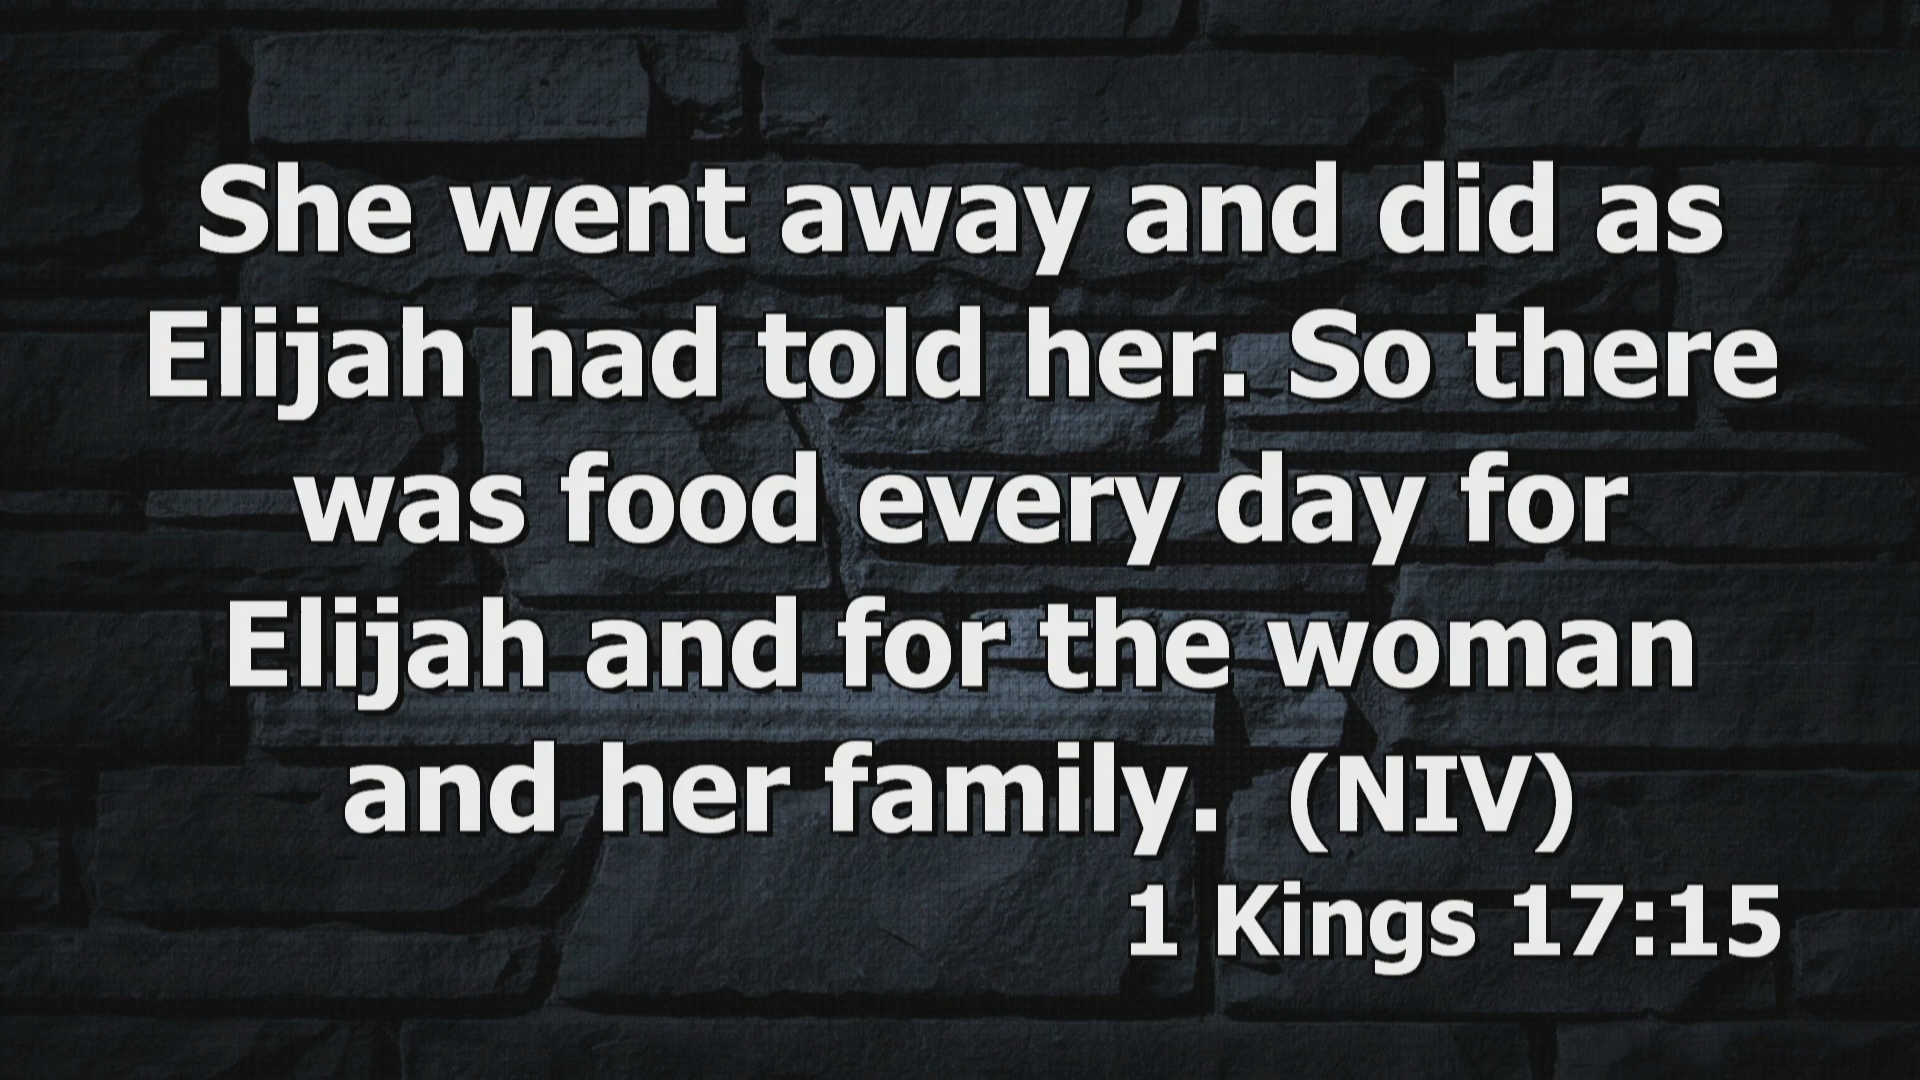 She went away and did as
Elijah had told her. So there
was food every day for
Elijah and for the woman
and her family.  (NIV)
1 Kings 17:15